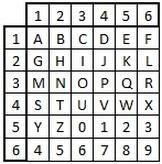 1 2 3 4 5 6
1 A B C D E F
2 G H I J K L
3 M N O P Q R
4 S T U V W X
5 Y Z 0 1 2 3
6 4 5 6 7 8 9